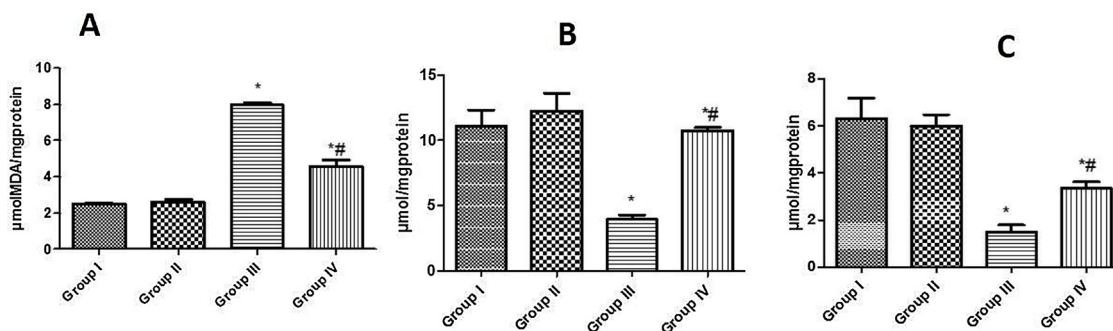 A
µmolMDA/mgprotein
10
8
6
4
2
0
*
*#
Group I
Group II
Group III
Group IV
B
µmol/mgprotein
15
10
5
0
*
*#
Group I
Group II
Group III
Group IV
C
µmol/mgprotein
8
6
4
2
0
*
*#
Group I
Group II
Group III
Group IV